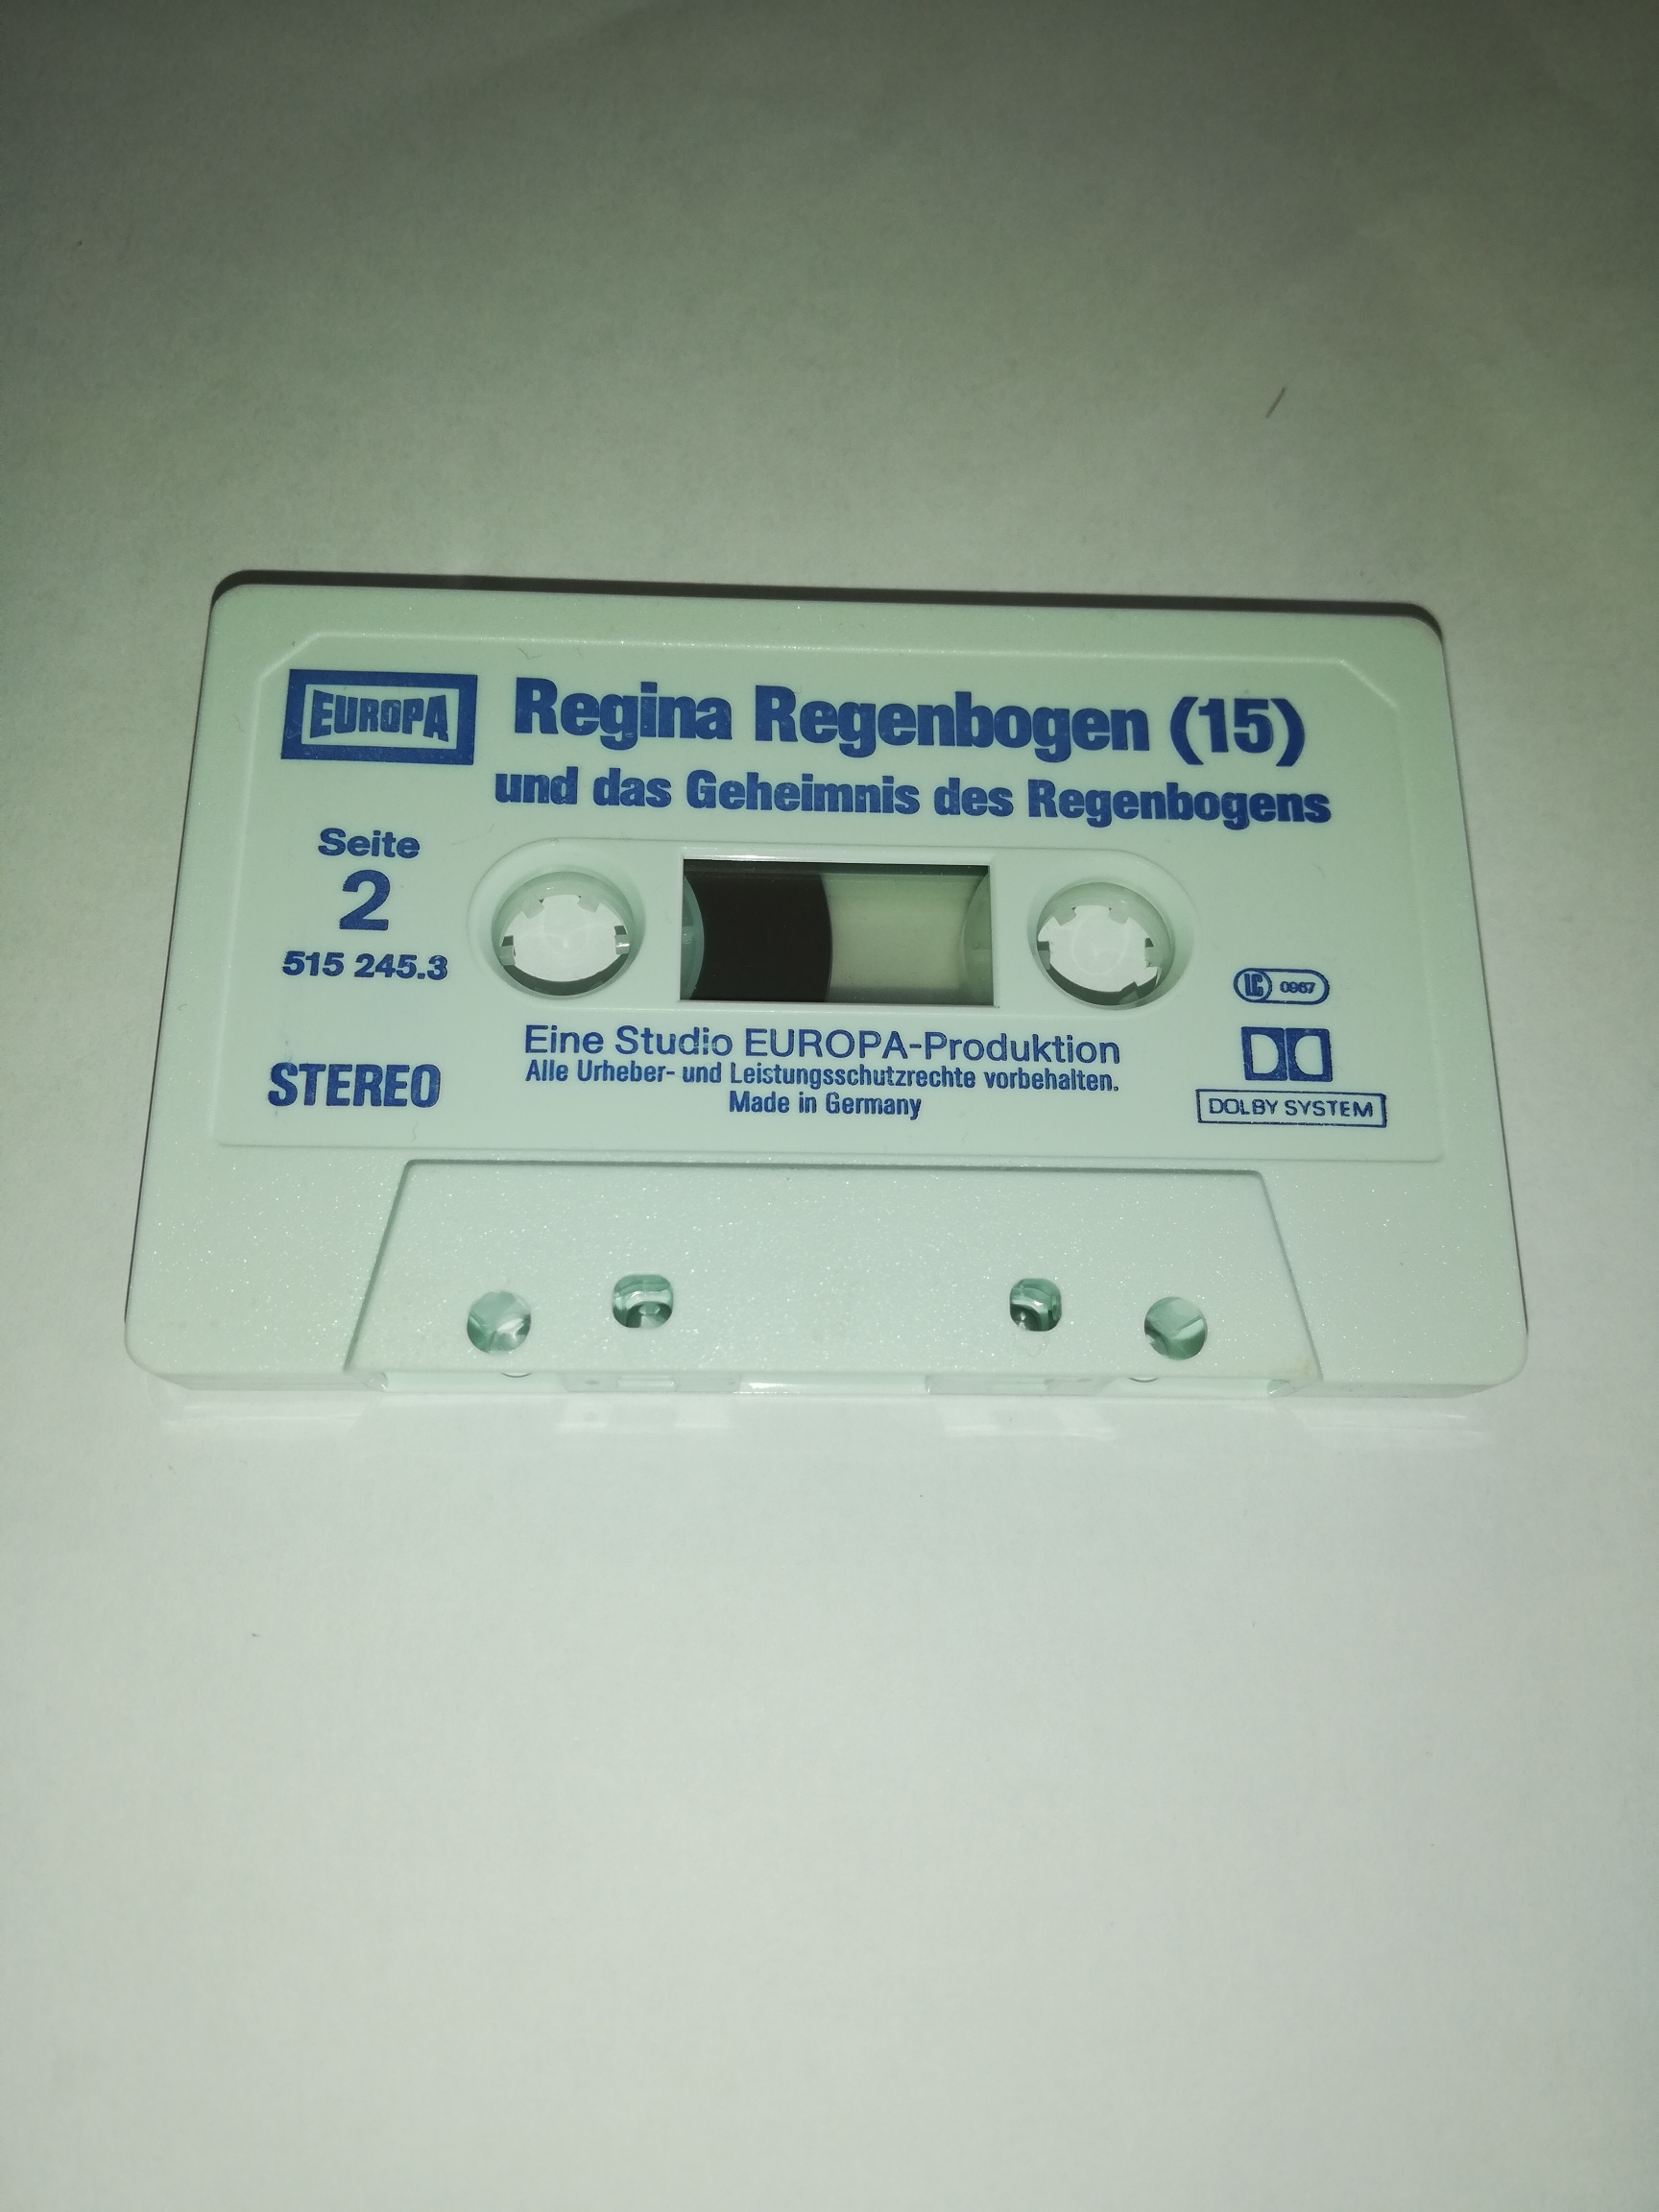 EUROPA
Regina Regenbogen (15)
und das Geheimnis des Regenbogens
Seite
2
515 245.3
LC 0967
STEREO
Eine Studio EUROPA-Produktion
Alle Urheber- und Leistungsschutzrechte vorbehalten.
Made in Germany
DOLBY SYSTEM